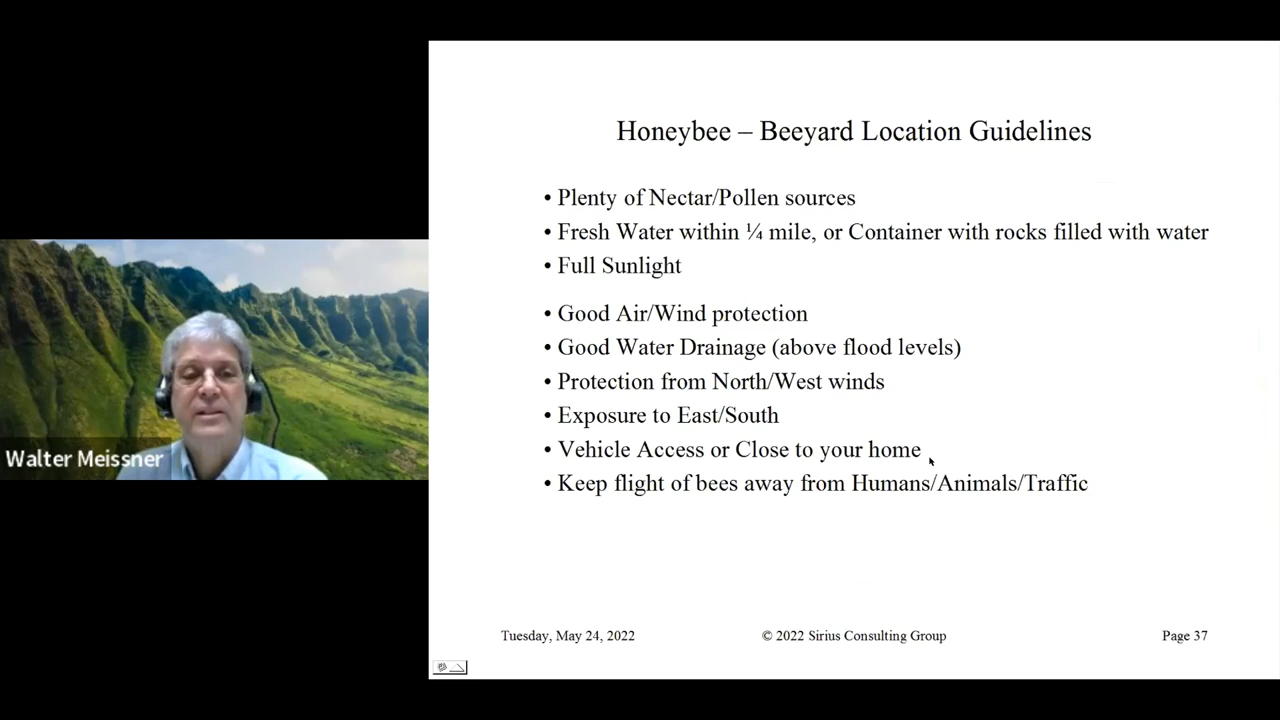 Honeybee – Beeyard Location Guidelines
• Plenty of Nectar/Pollen sources
• Fresh Water within ¼ mile, or Container with rocks filled with water
• Full Sunlight
• Good Air/Wind protection
• Good Water Drainage (above flood levels)
• Protection from North/West winds
• Exposure to East/South
• Vehicle Access or Close to your home
• Keep flight of bees away from Humans/Animals/Traffic
Walter Meissner
Tuesday, May 24, 2022 © 2022 Sirius Consulting Group Page 37